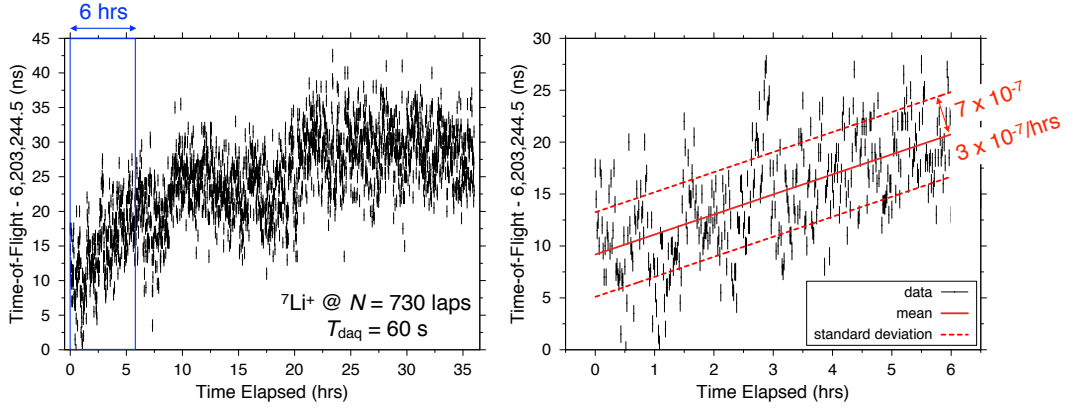 6 hrs
Time-of-Flight - 6,203,244.5 (ns)
45
40
35
30
25
20
15
10
5
0
⁷Li⁺ @ N = 730 laps
T_daq = 60 s
0 5 10 15 20 25 30 35
Time Elapsed (hrs)
Time-of-Flight - 6,203,244.5 (ns)
30
25
20
15
10
5
0
7 x 10⁻⁷
3 x 10⁻⁷/hrs
data
mean
standard deviation
0 1 2 3 4 5 6
Time Elapsed (hrs)